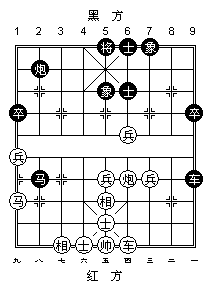 黑 方
1 2 3 4 5 6 7 8 9
将 士 象
炮
象 士
卒 卒
兵
兵
马 兵 炮 兵 车
马 相
士
相 士 帅 车
九 八 七 六 五 四 三 二 一
红 方